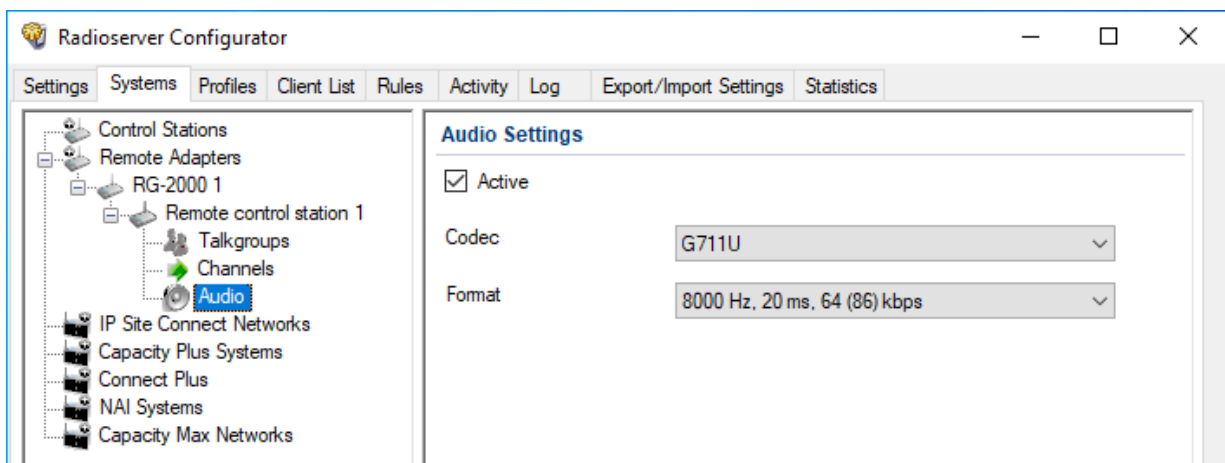 Radioserver Configurator
Settings Systems Profiles Client List Rules Activity Log Export/Import Settings Statistics
Control Stations
Remote Adapters
RG-2000 1
Remote control station 1
Talkgroups
Channels
Audio
IP Site Connect Networks
Capacity Plus Systems
Connect Plus
NAI Systems
Capacity Max Networks
Audio Settings
Active
Codec G711U
Format 8000 Hz, 20 ms, 64 (86) kbps